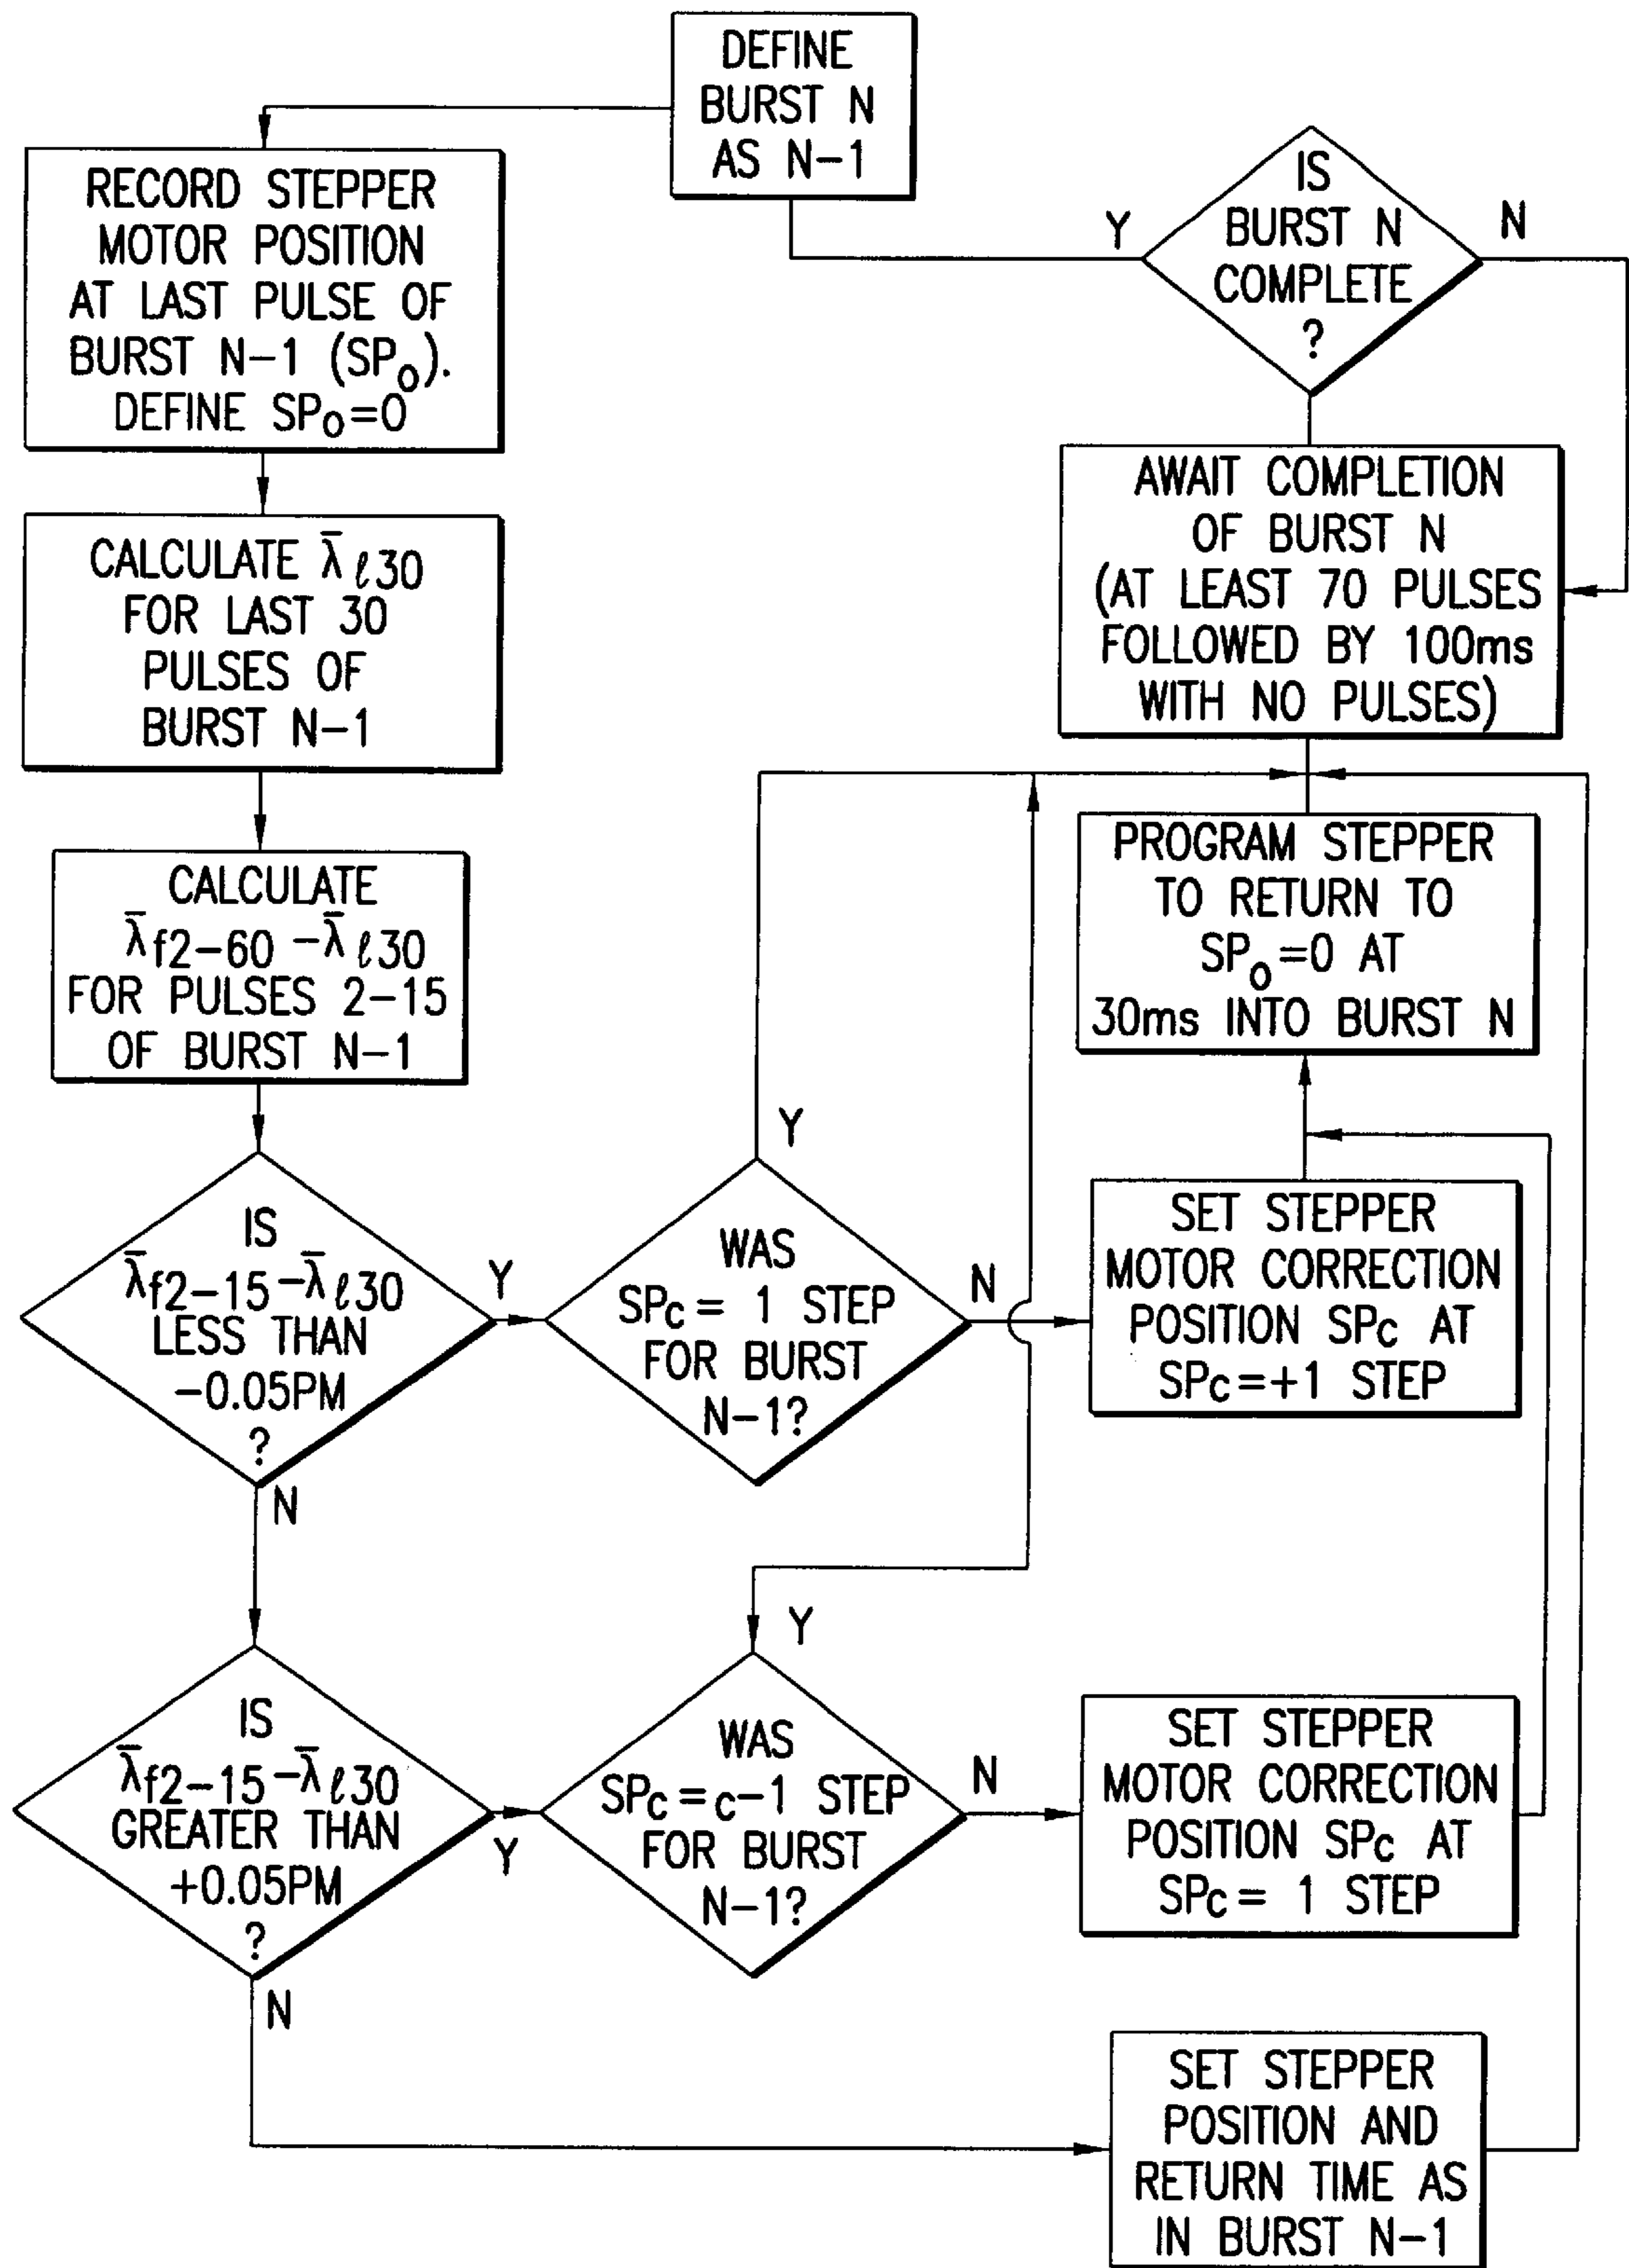 DEFINE
BURST N
AS N-1
RECORD STEPPER
MOTOR POSITION
AT LAST PULSE OF
BURST N-1 (SPo).
DEFINE SPo=0
CALCULATE λ̄ℓ30
FOR LAST 30
PULSES OF
BURST N-1
CALCULATE
λ̄f2-60 -λ̄ℓ30
FOR PULSES 2-15
OF BURST N-1
IS
λ̄f2-15-λ̄ℓ30
LESS THAN
-0.05PM
?
Y
N
WAS
SPc= 1 STEP
FOR BURST
N-1?
Y
N
SET STEPPER
MOTOR CORRECTION
POSITION SPc AT
SPc=+1 STEP
IS
λ̄f2-15-λ̄ℓ30
GREATER THAN
+0.05PM
?
Y
N
WAS
SPc=c-1 STEP
FOR BURST
N-1?
Y
N
SET STEPPER
MOTOR CORRECTION
POSITION SPc AT
SPc= 1 STEP
SET STEPPER
POSITION AND
RETURN TIME AS
IN BURST N-1
PROGRAM STEPPER
TO RETURN TO
SPo=0 AT
30ms INTO BURST N
AWAIT COMPLETION
OF BURST N
(AT LEAST 70 PULSES
FOLLOWED BY 100ms
WITH NO PULSES)
IS
BURST N
COMPLETE
?
Y
N